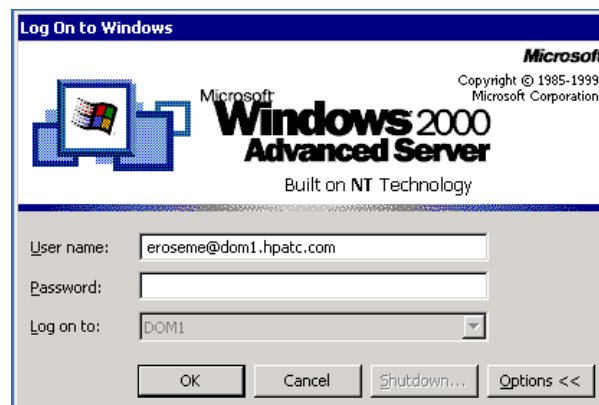 Log On to Windows
Microsoft
Copyright © 1985-1999
Microsoft Corporation
Microsoft
Windows 2000
Advanced Server
Built on NT Technology
User name: eroseme@dom1.hpatc.com
Password:
Log on to: DOM1
OK Cancel Shutdown... Options <<